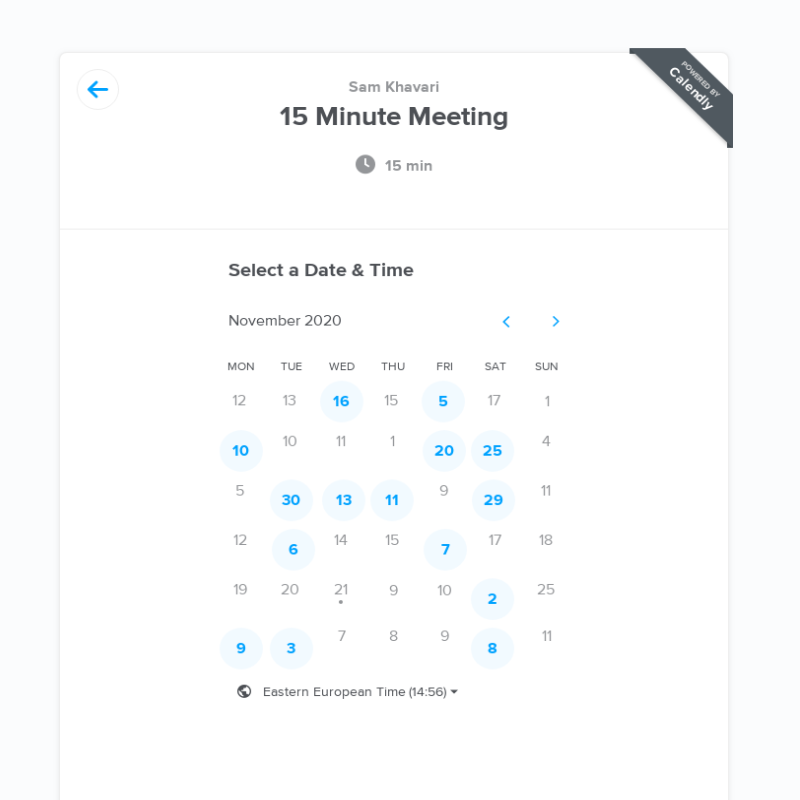 POWERED BY
Calendly
Sam Khavari
15 Minute Meeting
15 min
Select a Date & Time
November 2020
MON TUE WED THU FRI SAT SUN
12 13 16 15 5 17 1
10 10 11 1 20 25 4
5 30 13 11 9 29 11
12 6 14 15 7 17 18
19 20 21 9 10 2 25
9 3 7 8 9 8 11
Eastern European Time (14:56)